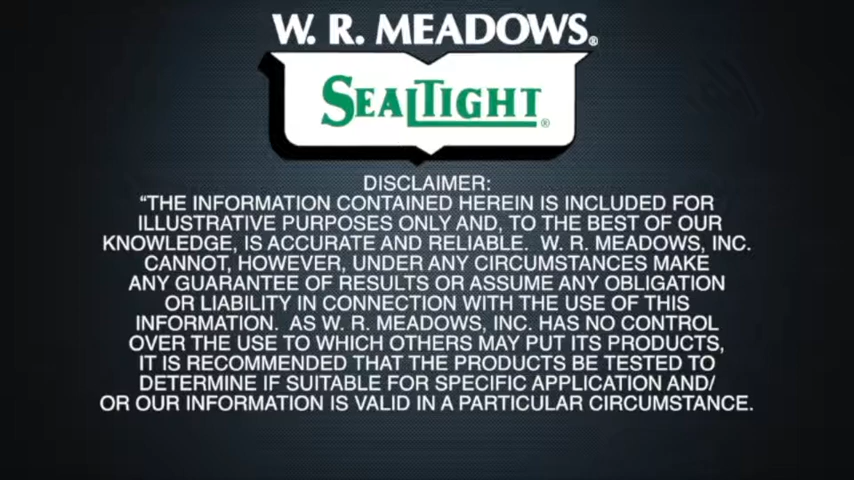 W. R. MEADOWS®
SEALTIGHT®
DISCLAIMER:
“THE INFORMATION CONTAINED HEREIN IS INCLUDED FOR
ILLUSTRATIVE PURPOSES ONLY AND, TO THE BEST OF OUR
KNOWLEDGE, IS ACCURATE AND RELIABLE. W. R. MEADOWS, INC.
CANNOT, HOWEVER, UNDER ANY CIRCUMSTANCES MAKE
ANY GUARANTEE OF RESULTS OR ASSUME ANY OBLIGATION
OR LIABILITY IN CONNECTION WITH THE USE OF THIS
INFORMATION. AS W. R. MEADOWS, INC. HAS NO CONTROL
OVER THE USE TO WHICH OTHERS MAY PUT ITS PRODUCTS,
IT IS RECOMMENDED THAT THE PRODUCTS BE TESTED TO
DETERMINE IF SUITABLE FOR SPECIFIC APPLICATION AND/
OR OUR INFORMATION IS VALID IN A PARTICULAR CIRCUMSTANCE.